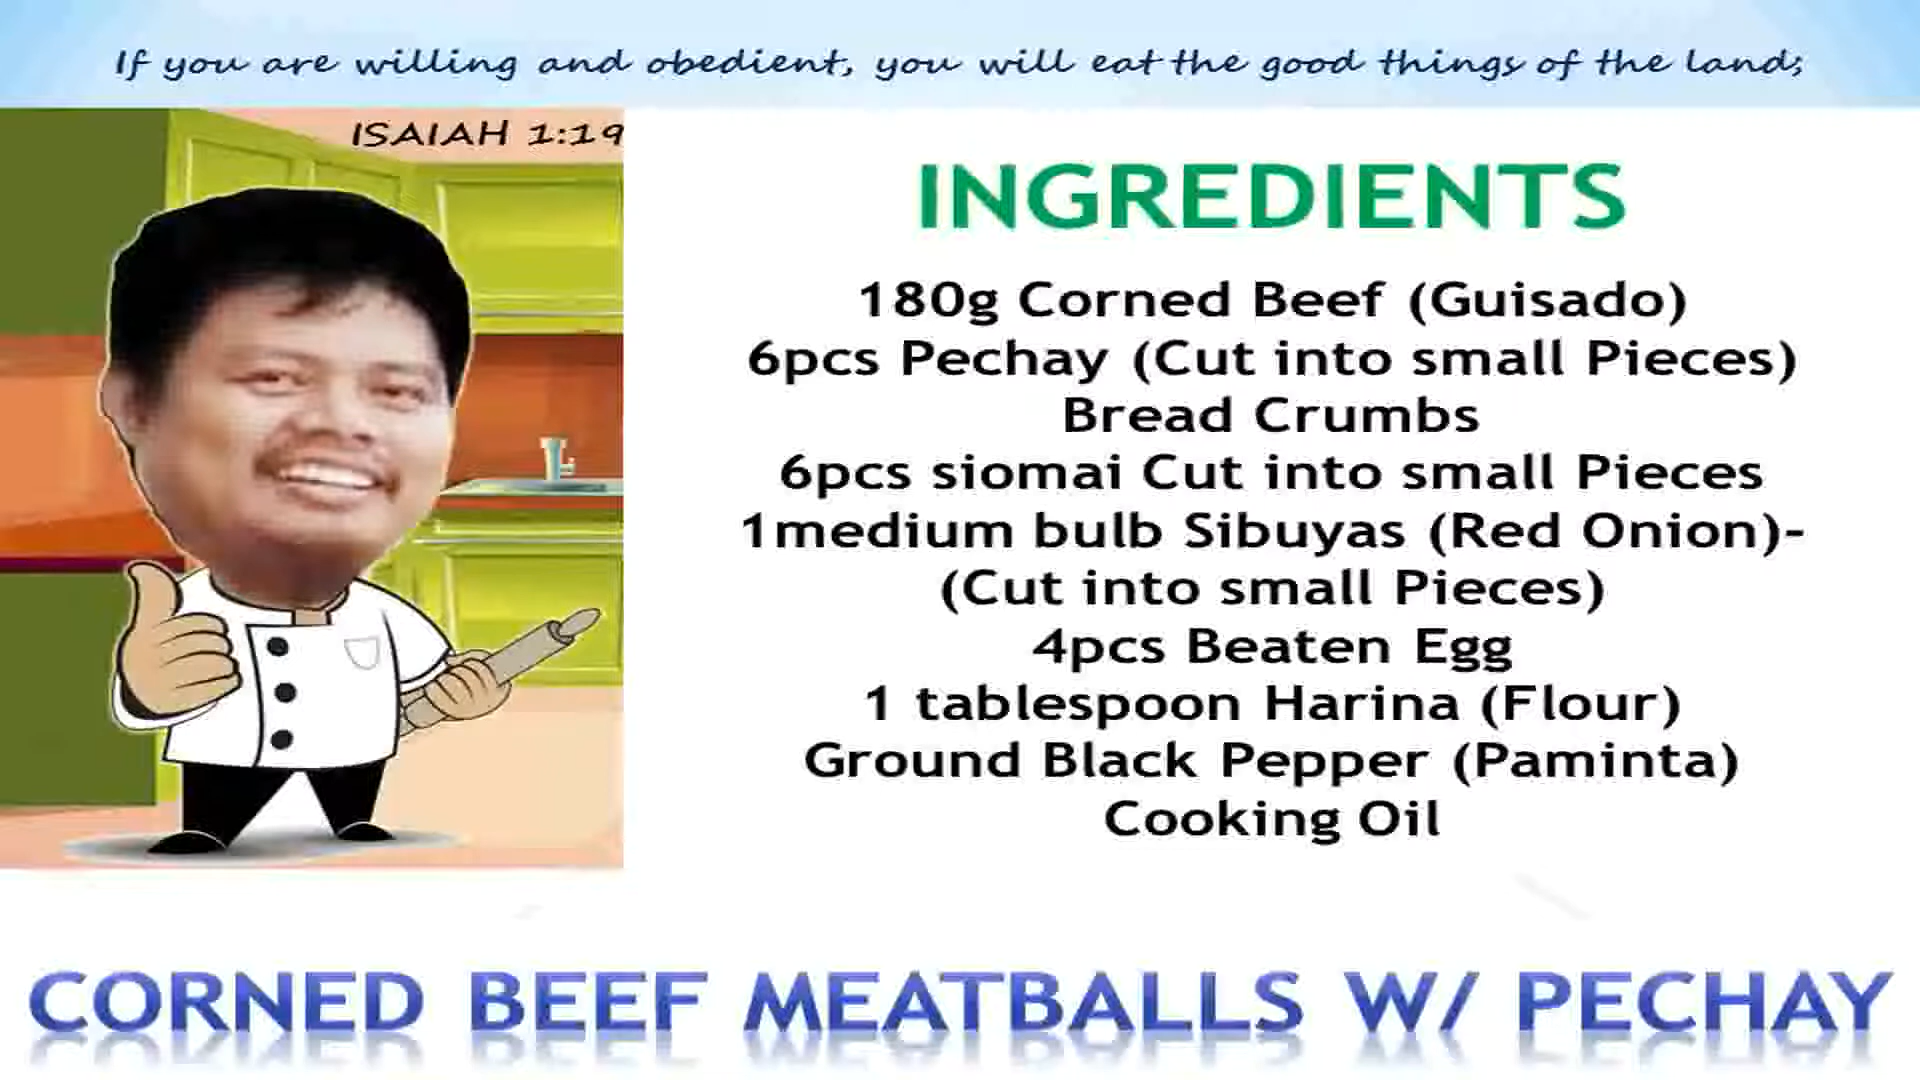 If you are willing and obedient, you will eat the good things of the land;
ISAIAH 1:19
INGREDIENTS
180g Corned Beef (Guisado)
6pcs Pechay (Cut into small Pieces)
Bread Crumbs
6pcs siomai Cut into small Pieces
1medium bulb Sibuyas (Red Onion)-
(Cut into small Pieces)
4pcs Beaten Egg
1 tablespoon Harina (Flour)
Ground Black Pepper (Paminta)
Cooking Oil
CORNED BEEF MEATBALLS W/ PECHAY